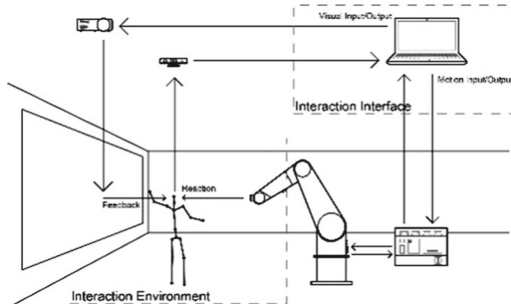 Visual Input/Output
Motion Input/Output
Interaction Interface
Reaction
Feedback
Interaction Environment